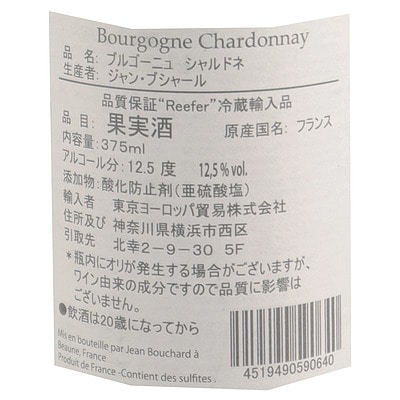 Bourgogne Chardonnay
品 名： ブルゴーニュ シャルドネ
生産者： ジャン・ブシャール
品質保証“Reefer”冷蔵輸入品
品 目： 果実酒 原産国名： フランス
内容量：375ml
アルコール分：12.5 度 12,5% vol.
添加物：酸化防止剤（亜硫酸塩）
輸入者 東京ヨーロッパ貿易株式会社
住所及び 神奈川県横浜市西区
引取先 北幸2－9－30 5F
＊瓶内にオリが発生する場合がございますが、
ワイン由来の成分ですので品質に影響は
ございません。
●飲酒は20歳になってから
Mis en bouteille par Jean Bouchard à
Beaune, France
Produit de France -Contient des sulfites .
4519490590640